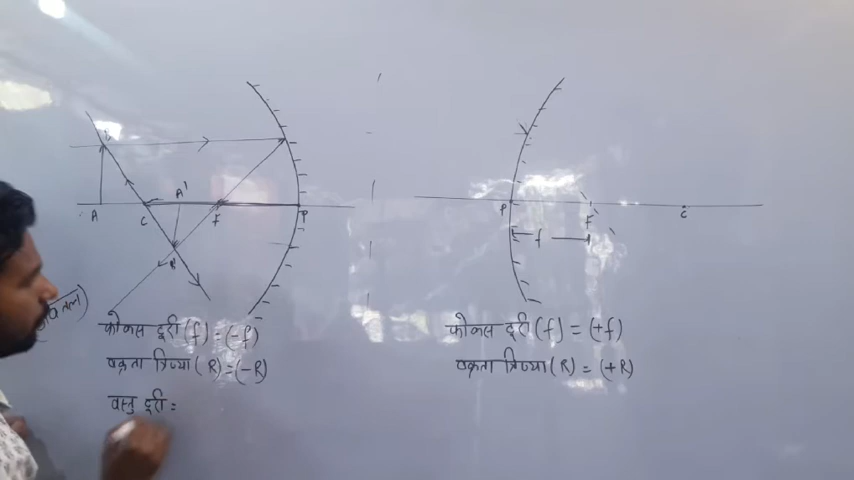 A'
A
C
F
P
P
F
C
f
फोकस दूरी (f) = (-f)
वक्रता त्रिज्या (R) = (-R)
वस्तु दूरी =
फोकस दूरी (f) = (+f)
वक्रता त्रिज्या (R) = (+R)